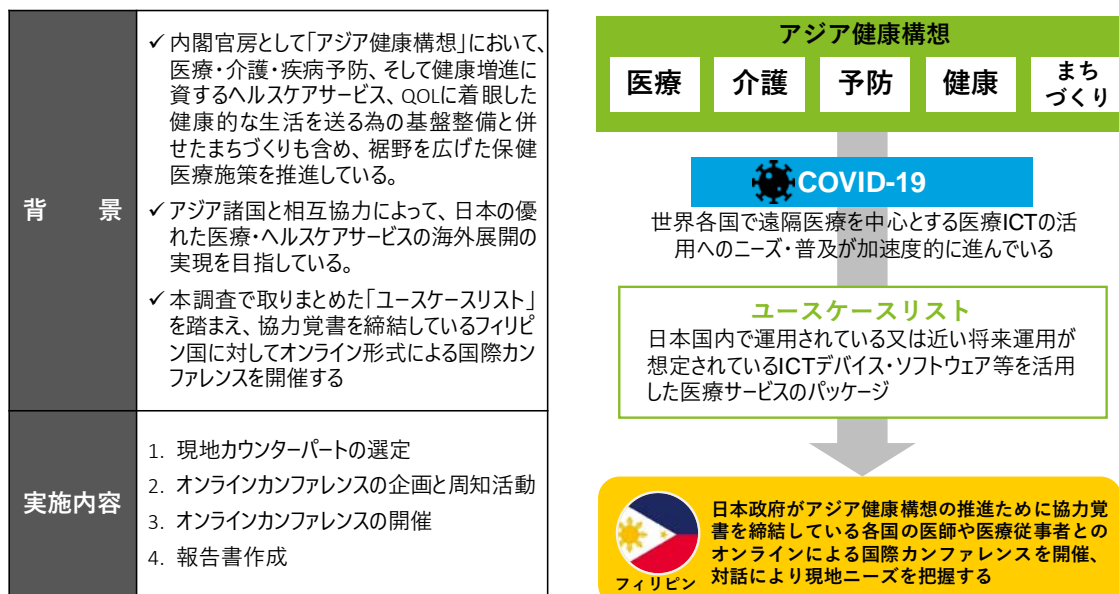 背 景
✓内閣官房として「アジア健康構想」において、
医療・介護・疾病予防、そして健康増進に
資するヘルスケアサービス、QOLに着眼した
健康的な生活を送る為の基盤整備と併
せたまちづくりも含め、裾野を広げた保健
医療施策を推進している。
✓アジア諸国と相互協力によって、日本の優
れた医療・ヘルスケアサービスの海外展開の
実現を目指している。
✓本調査で取りまとめた「ユースケースリスト」
を踏まえ、協力覚書を締結しているフィリピ
ン国に対してオンライン形式による国際カン
ファレンスを開催する
実施内容
1. 現地カウンターパートの選定
2. オンラインカンファレンスの企画と周知活動
3. オンラインカンファレンスの開催
4. 報告書作成
アジア健康構想
医療
介護
予防
健康
まち
づくり
COVID-19
世界各国で遠隔医療を中心とする医療ICTの活
用へのニーズ・普及が加速度的に進んでいる
ユースケースリスト
日本国内で運用されている又は近い将来運用が
想定されているICTデバイス・ソフトウェア等を活用
した医療サービスのパッケージ
フィリピン
日本政府がアジア健康構想の推進ために協力覚
書を締結している各国の医師や医療従事者との
オンラインによる国際カンファレンスを開催、
対話により現地ニーズを把握する